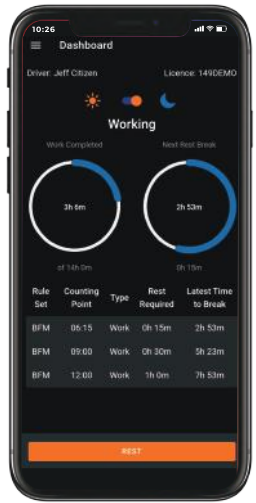 10:26
Dashboard
Driver: Jeff Citizen Licence: 149DEMO
Working
Work Completed Next Rest Break
3h 6m 2h 53m
of 14h 0m 0h 15m
Rule Set Counting Point Type Rest Required Latest Time to Break
BFM 06:15 Work 0h 15m 2h 53m
BFM 09:00 Work 0h 30m 5h 23m
BFM 12:00 Work 1h 0m 7h 53m
REST